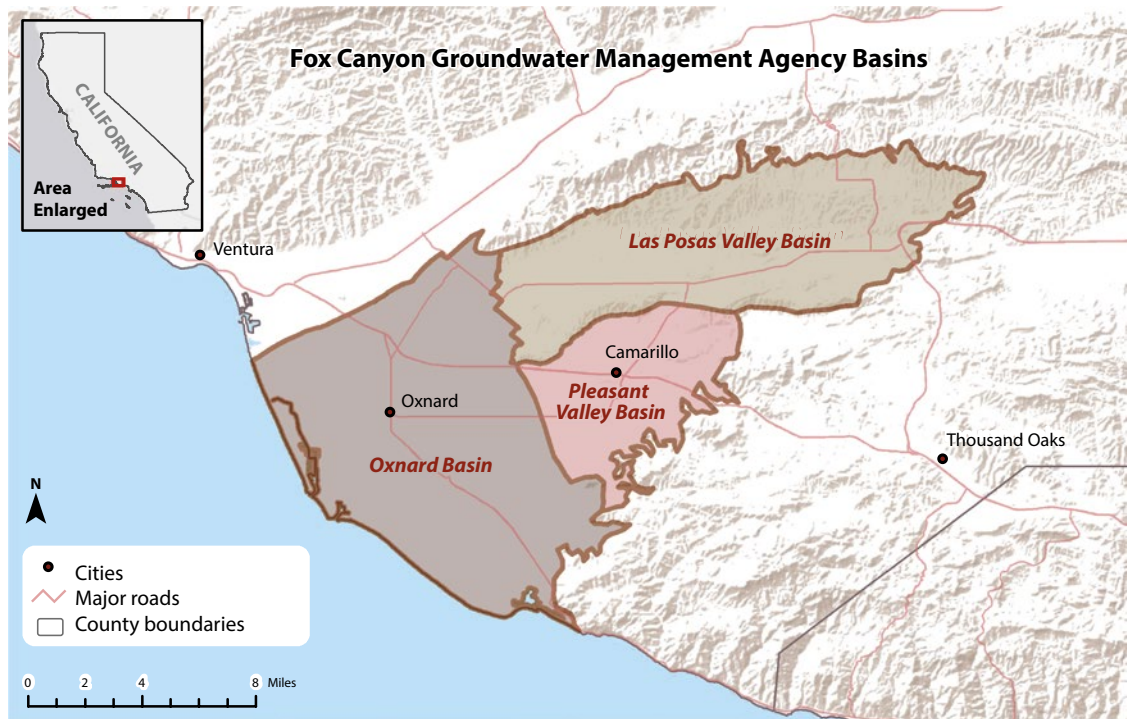 Fox Canyon Groundwater Management Agency Basins
CALIFORNIA
Area
Enlarged
Ventura
Las Posas Valley Basin
Camarillo
Pleasant
Valley Basin
Oxnard
Oxnard Basin
Thousand Oaks
N
Cities
Major roads
County boundaries
0 2 4 8 Miles